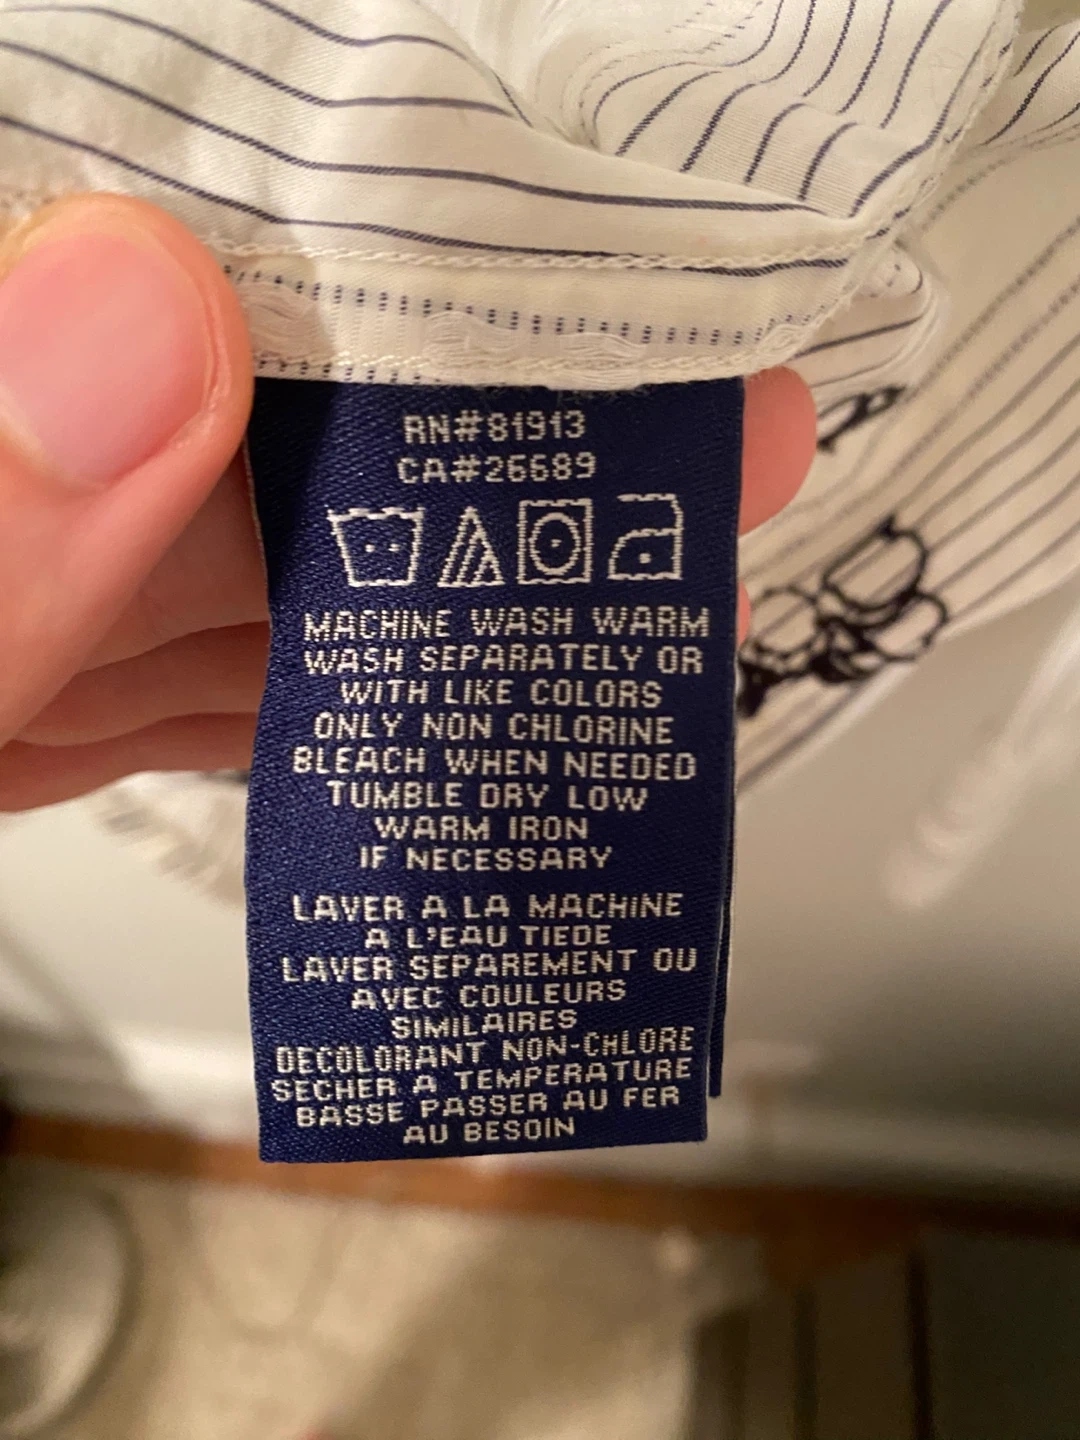 RN#81913
CA#26689
MACHINE WASH WARM
WASH SEPARATELY OR
WITH LIKE COLORS
ONLY NON CHLORINE
BLEACH WHEN NEEDED
TUMBLE DRY LOW
WARM IRON
IF NECESSARY
LAVER A LA MACHINE
A L'EAU TIEDE
LAVER SEPAREMENT OU
AVEC COULEURS
SIMILAIRES
DECOLORANT NON-CHLORE
SECHER A TEMPERATURE
BASSE PASSER AU FER
AU BESOIN